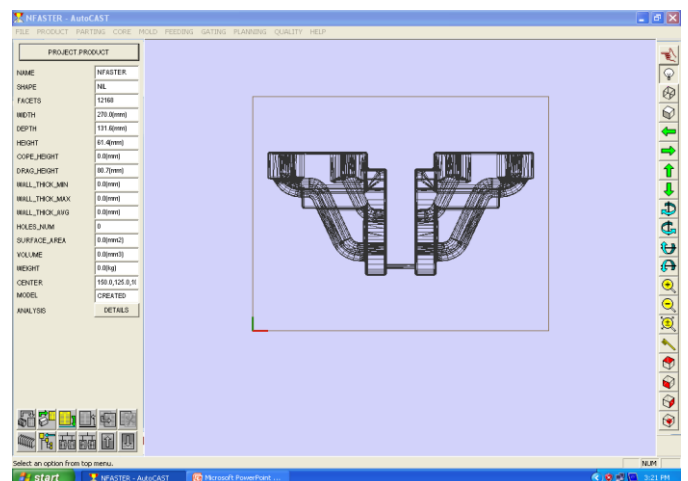 NFASTER - AutoCAST
FILE PRODUCT PARTING CORE MOLD FEEDING GATING PLANNING QUALITY HELP
PROJECT.PRODUCT
NAME NFASTER
SHAPE NIL
FACETS 12160
WIDTH 270.0(mm)
DEPTH 131.6(mm)
HEIGHT 61.4(mm)
COPE_HEIGHT 0.0(mm)
DRAG_HEIGHT 80.7(mm)
WALL_THICK_MIN 0.0(mm)
WALL_THICK_MAX 0.0(mm)
WALL_THICK_AVG 0.0(mm)
HOLES_NUM 0
SURFACE_AREA 0.0(mm2)
VOLUME 0.0(mm3)
WEIGHT 0.0(kg)
CENTER 150.0,125.0,1
MODEL CREATED
ANALYSIS DETAILS
Select an option from top menu.
NUM
start NFASTER - AutoCAST Microsoft PowerPoint ... 3:21 PM